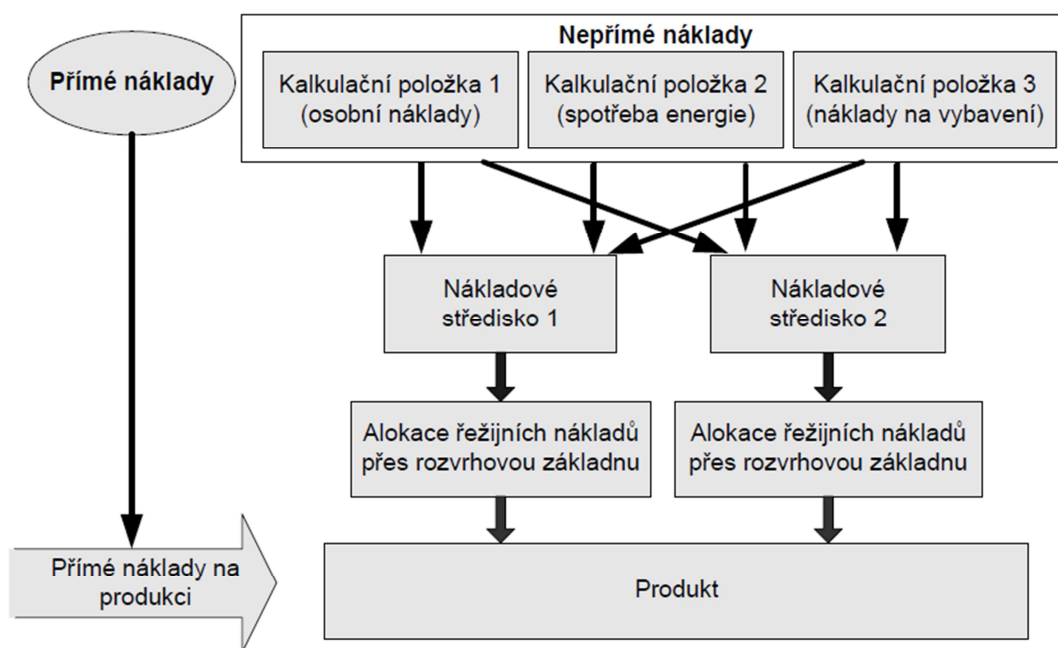 Přímé náklady
Nepřímé náklady
Kalkulační položka 1
(osobní náklady)
Kalkulační položka 2
(spotřeba energie)
Kalkulační položka 3
(náklady na vybavení)
Nákladové
středisko 1
Nákladové
středisko 2
Alokace řežijních nákladů
přes rozvrhovou základnu
Alokace řežijních nákladů
přes rozvrhovou základnu
Přímé náklady na
produkci
Produkt